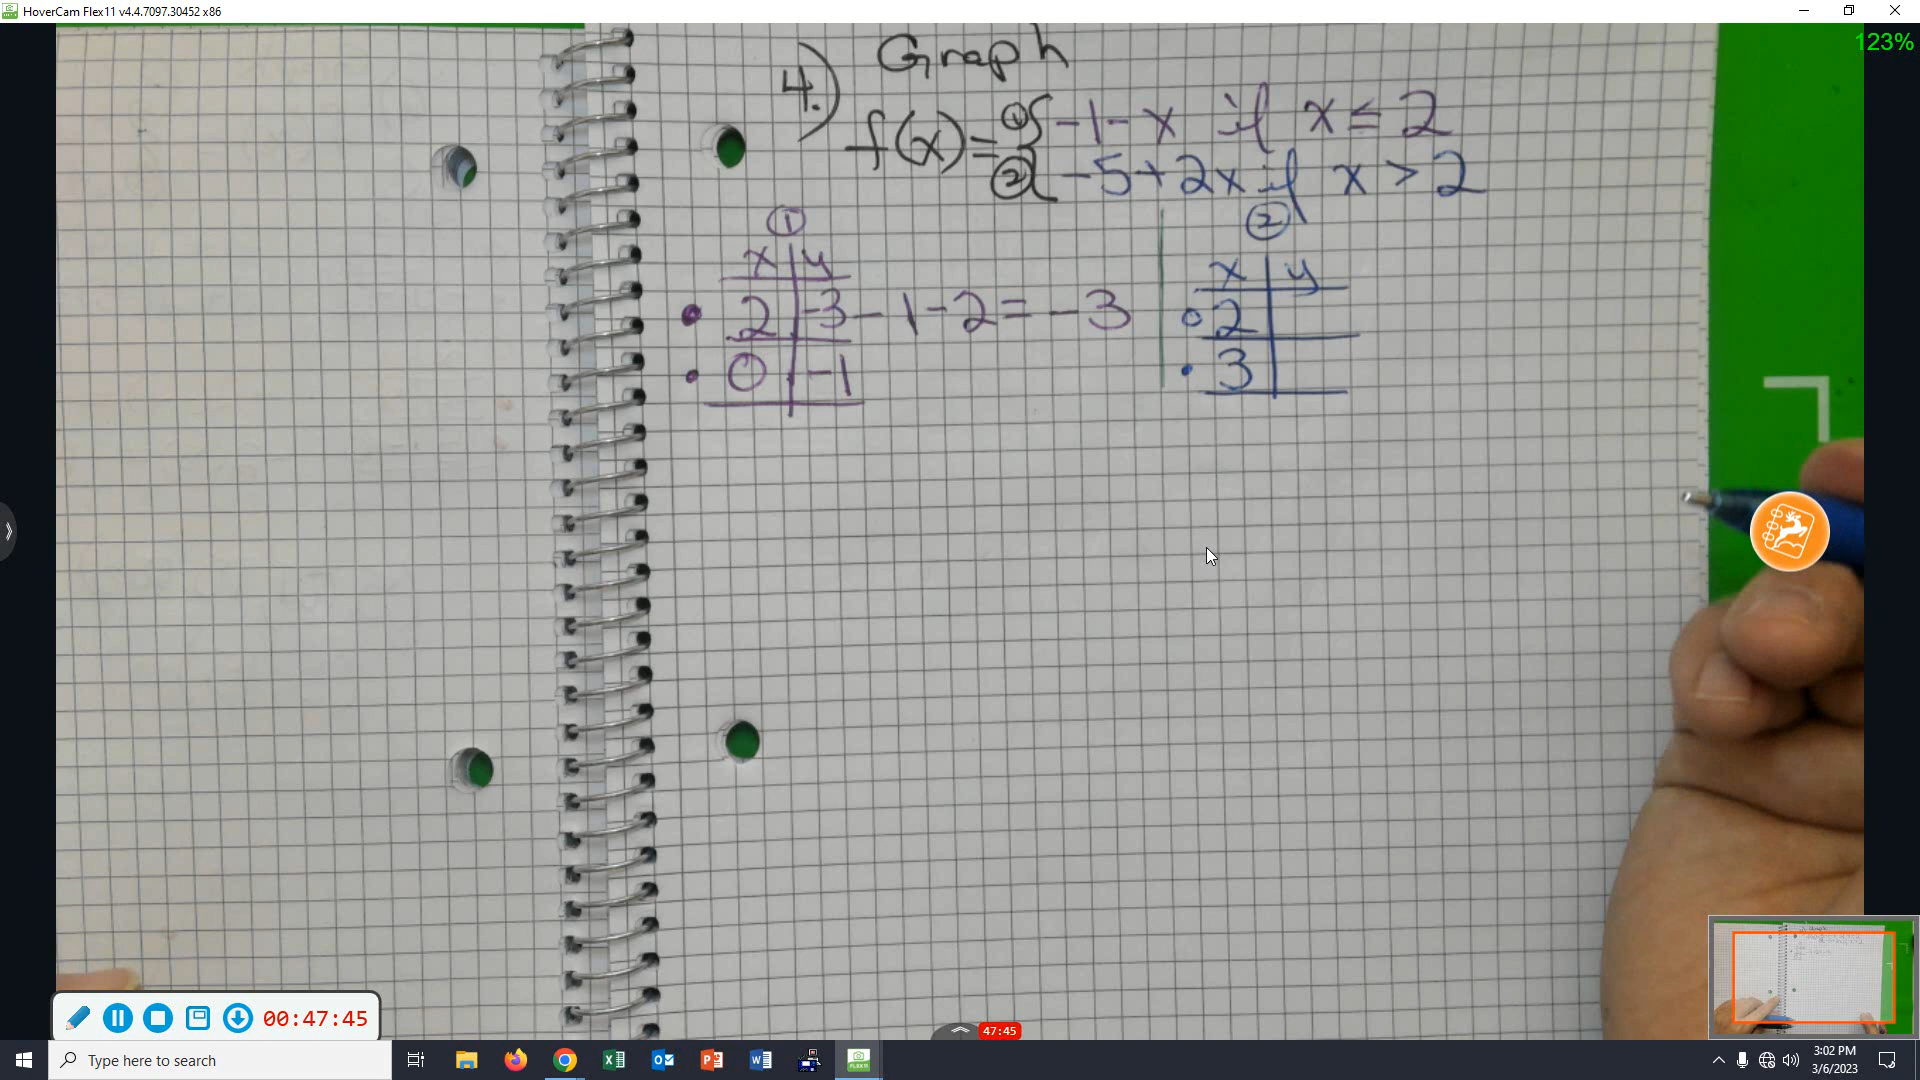 HoverCam Flex11 v4.4.7097.30452 x86
123%
4.) Graph
f(x)= ① { -1-x if x ≤ 2
② { -5+2x if x > 2
① ②
x | y x | y
2 | -3 -1-2=-3 2 |
0 | -1 3 |
00:47:45
47:45
Type here to search
3:02 PM
3/6/2023